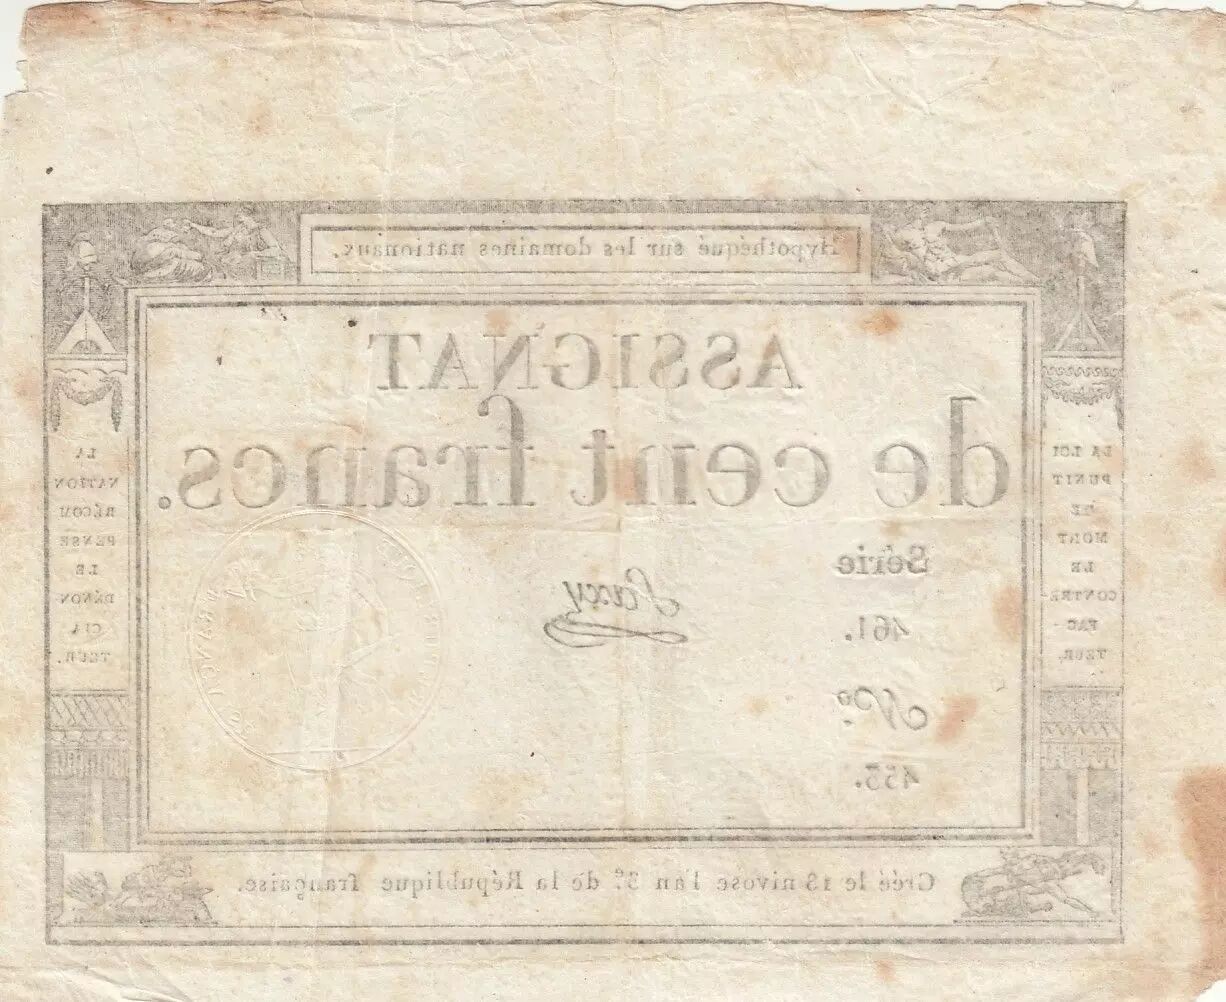 Hypothéqué sur les domaines nationaux.
ASSIGNAT
de cent francs.
Série
461.
Nº.
455.
Saxy
LA LOI
PUNIT
DE
MORT
LE
CONTRE-
FAC-
TEUR.
LA
NATION
RÉCOM
PENSE
LE
DÉNON
CIA
TEUR.
Créé le 18 nivose l'an 3e. de la République française.